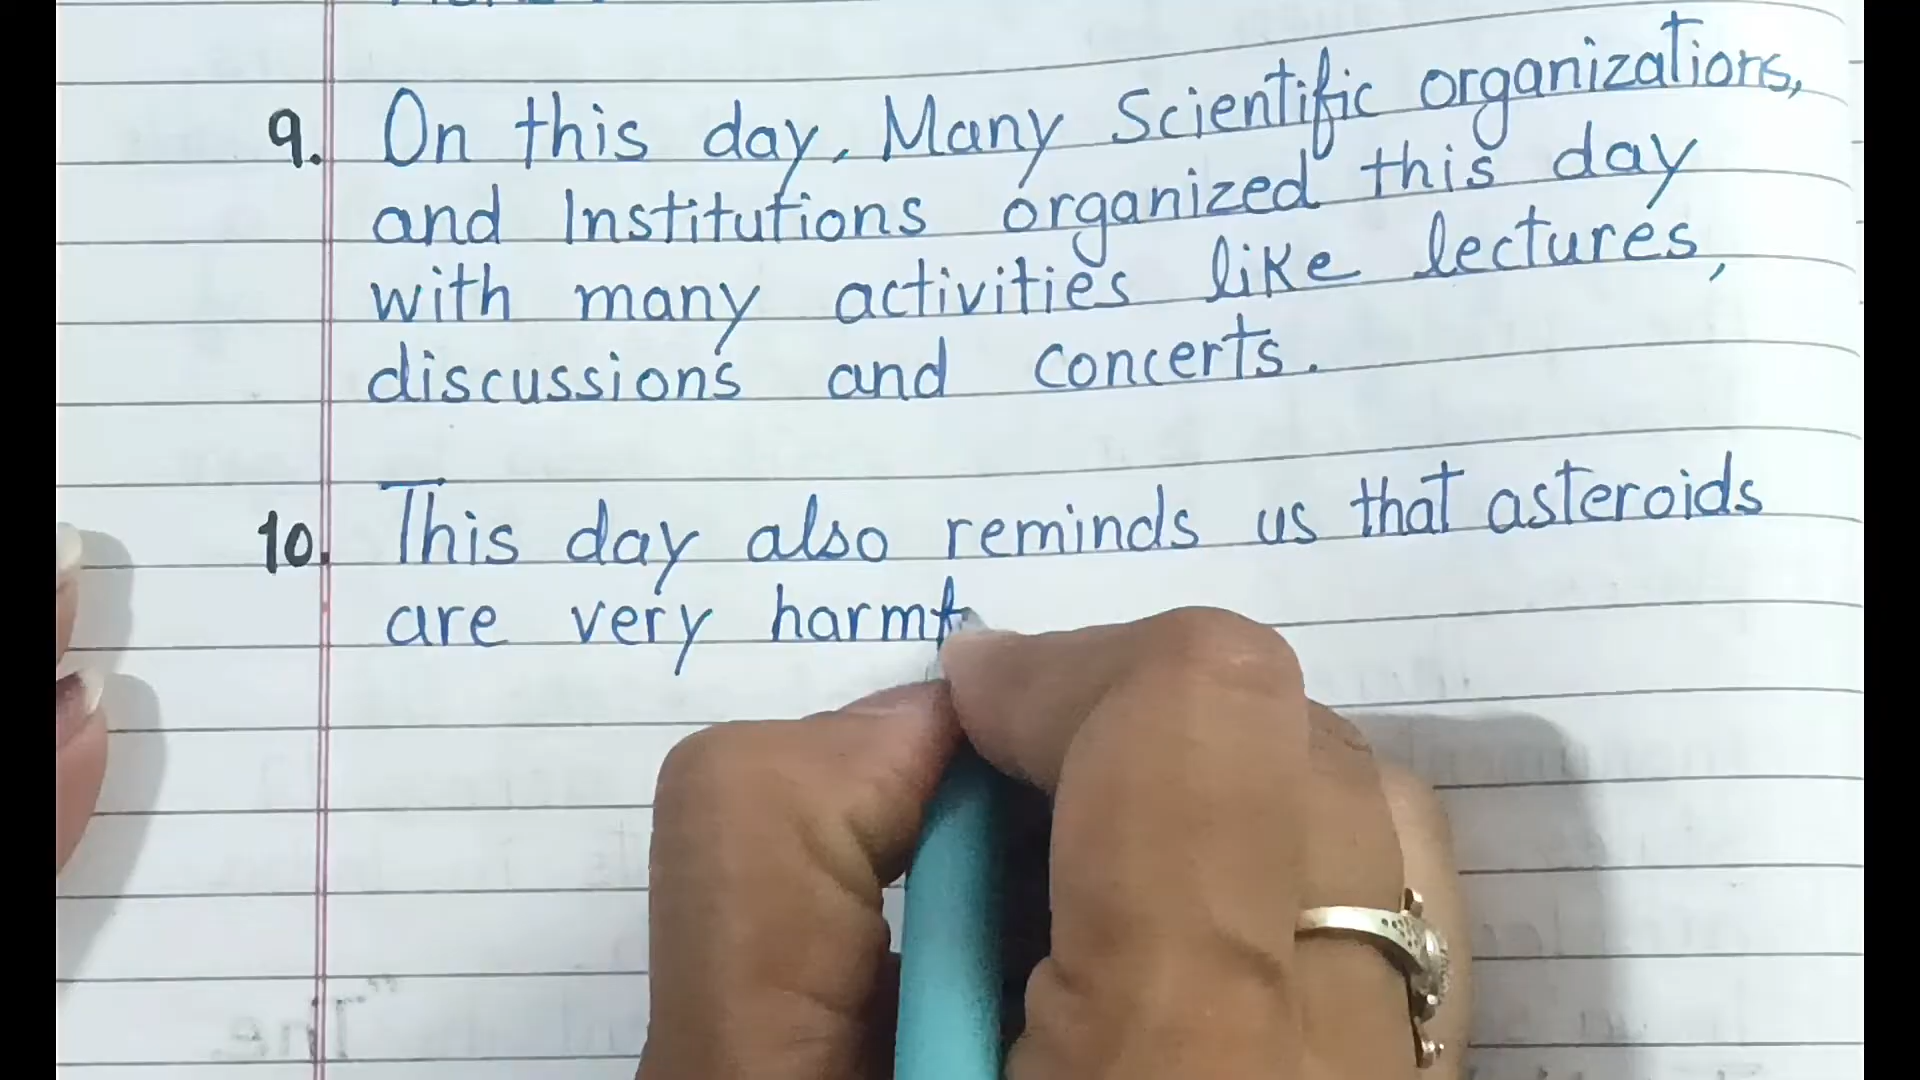 9. On this day, Many Scientific organizations,
and Institutions organized this day
with many activities like lectures,
discussions and concerts.
10. This day also reminds us that asteroids
are very harmf